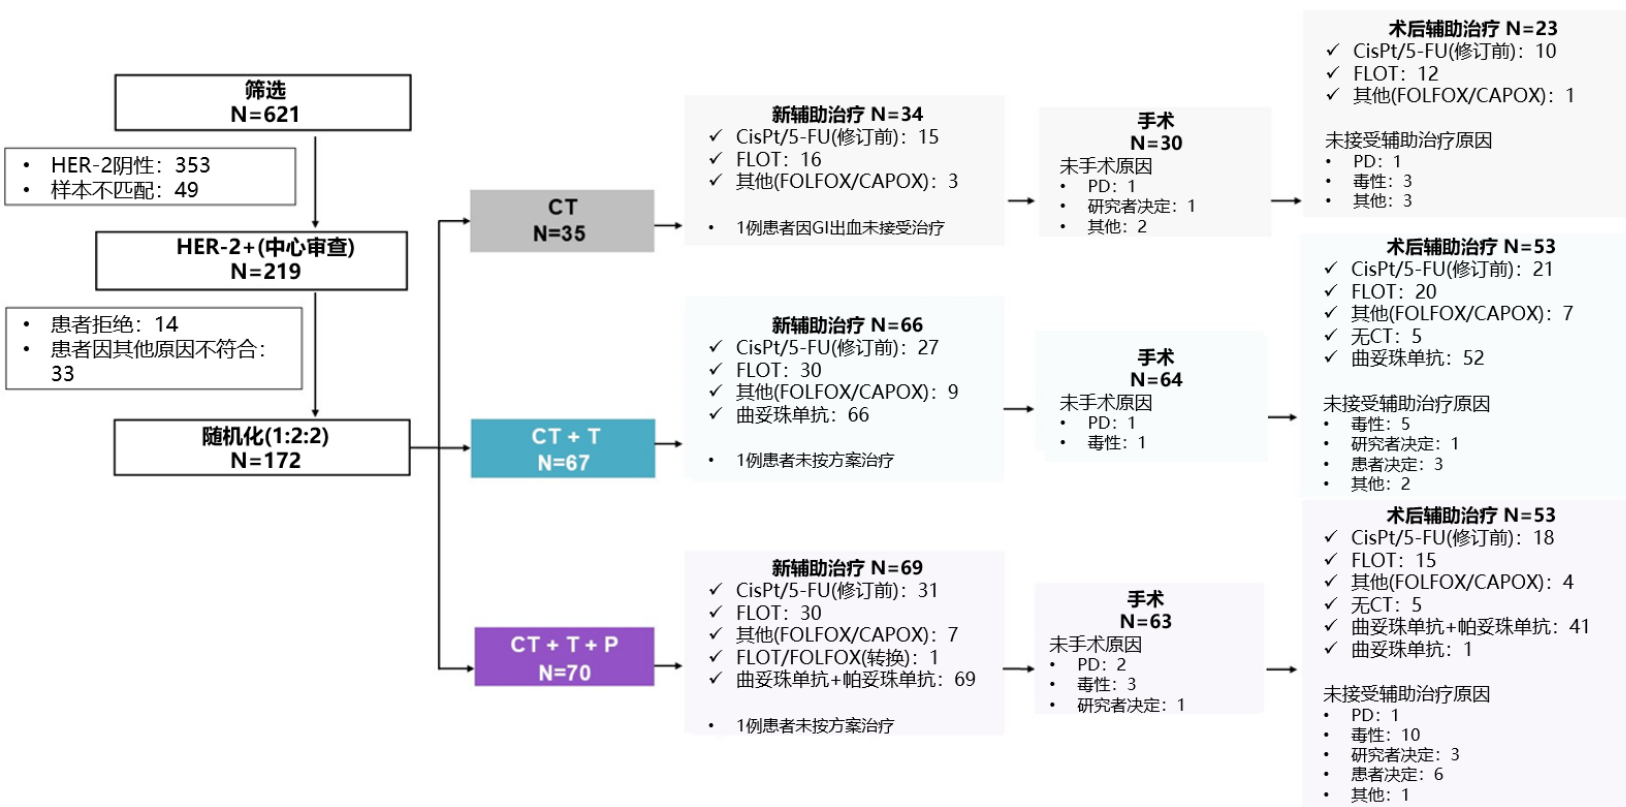 筛选
N=621
• HER-2阴性：353
• 样本不匹配：49
HER-2+(中心审查)
N=219
• 患者拒绝：14
• 患者因其他原因不符合：
33
随机化(1:2:2)
N=172
CT
N=35
新辅助治疗 N=34
✓ CisPt/5-FU(修订前)：15
✓ FLOT：16
✓ 其他(FOLFOX/CAPOX)：3
• 1例患者因GI出血未接受治疗
手术
N=30
未手术原因
• PD：1
• 研究者决定：1
• 其他：2
术后辅助治疗 N=23
✓ CisPt/5-FU(修订前)：10
✓ FLOT：12
✓ 其他(FOLFOX/CAPOX)：1
未接受辅助治疗原因
• PD：1
• 毒性：3
• 其他：3
CT + T
N=67
新辅助治疗 N=66
✓ CisPt/5-FU(修订前)：27
✓ FLOT：30
✓ 其他(FOLFOX/CAPOX)：9
✓ 曲妥珠单抗：66
• 1例患者未按方案治疗
手术
N=64
未手术原因
• PD：1
• 毒性：1
术后辅助治疗 N=53
✓ CisPt/5-FU(修订前)：21
✓ FLOT：20
✓ 其他(FOLFOX/CAPOX)：7
✓ 无CT：5
✓ 曲妥珠单抗：52
未接受辅助治疗原因
• 毒性：5
• 研究者决定：1
• 患者决定：3
• 其他：2
CT + T + P
N=70
新辅助治疗 N=69
✓ CisPt/5-FU(修订前)：31
✓ FLOT：30
✓ 其他(FOLFOX/CAPOX)：7
✓ FLOT/FOLFOX(转换)：1
✓ 曲妥珠单抗+帕妥珠单抗：69
• 1例患者未按方案治疗
手术
N=63
未手术原因
• PD：2
• 毒性：3
• 研究者决定：1
术后辅助治疗 N=53
✓ CisPt/5-FU(修订前)：18
✓ FLOT：15
✓ 其他(FOLFOX/CAPOX)：4
✓ 无CT：5
✓ 曲妥珠单抗+帕妥珠单抗：41
✓ 曲妥珠单抗：1
未接受辅助治疗原因
• PD：1
• 毒性：10
• 研究者决定：3
• 患者决定：6
• 其他：1